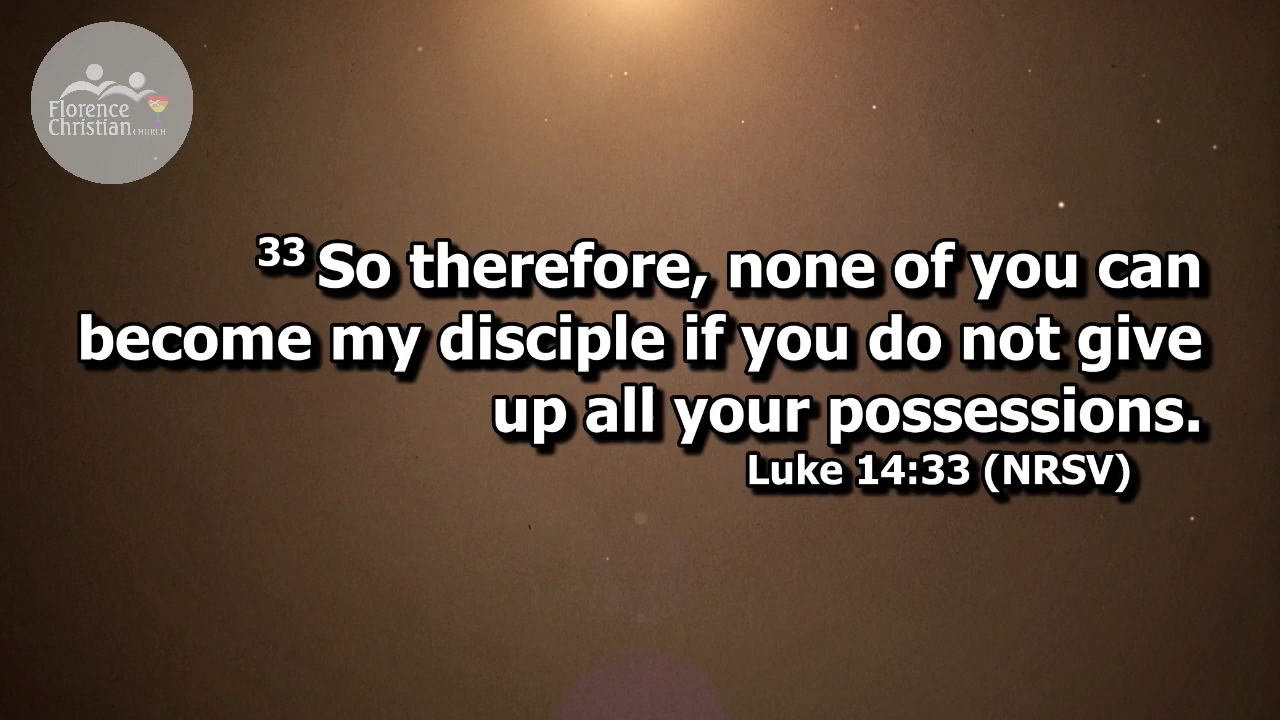 Florence
Christian CHURCH
33 So therefore, none of you can
become my disciple if you do not give
up all your possessions.
Luke 14:33 (NRSV)